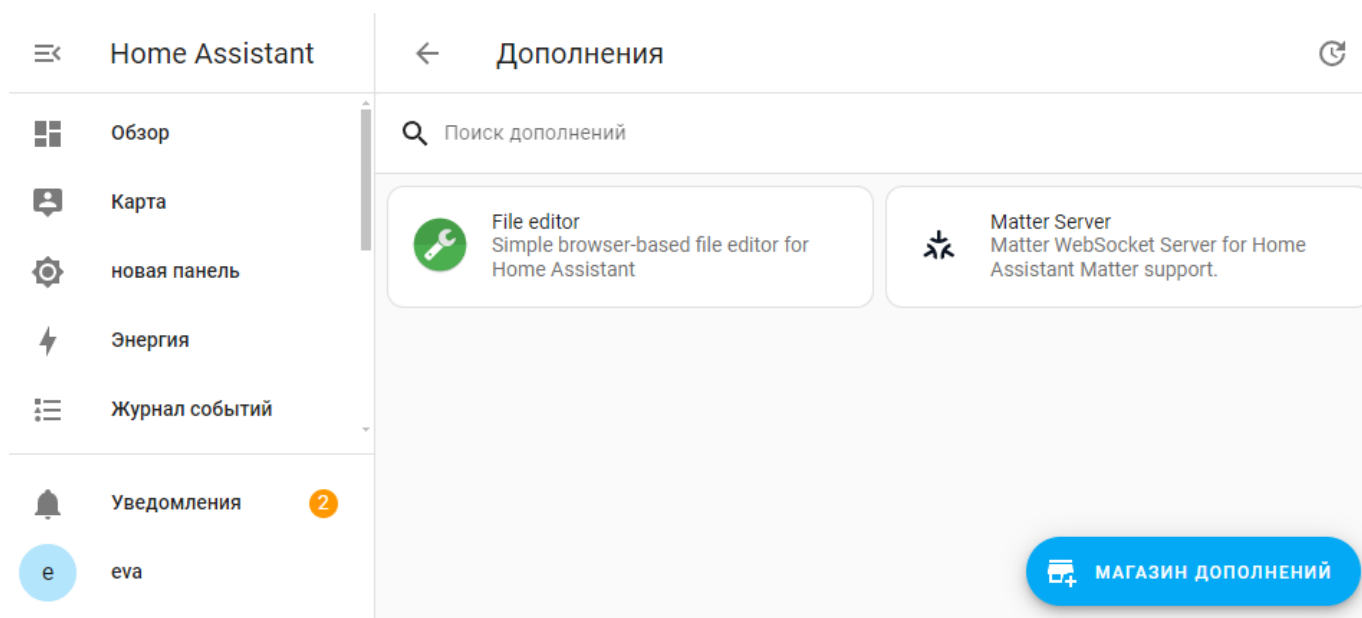 Home Assistant
Дополнения
Обзор
Поиск дополнений
Карта
новая панель
Энергия
Журнал событий
File editor
Simple browser-based file editor for
Home Assistant
Matter Server
Matter WebSocket Server for Home
Assistant Matter support.
Уведомления
2
e
eva
МАГАЗИН ДОПОЛНЕНИЙ